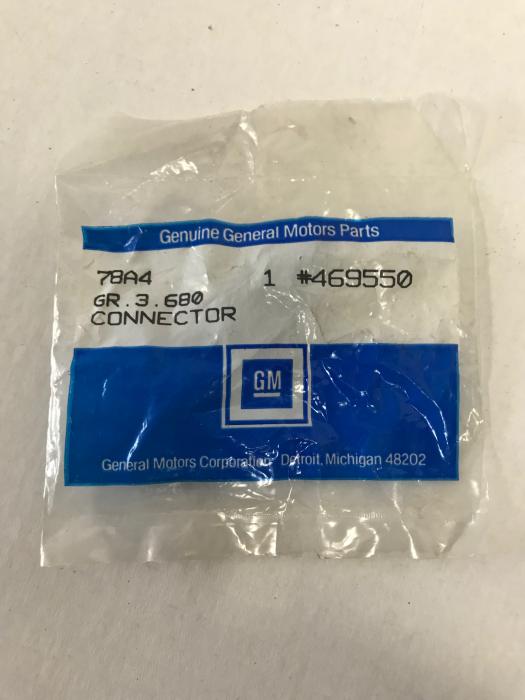 Genuine General Motors Parts
78A4 1 #469550
GR.3.680
CONNECTOR
GM
General Motors Corporation Detroit, Michigan 48202